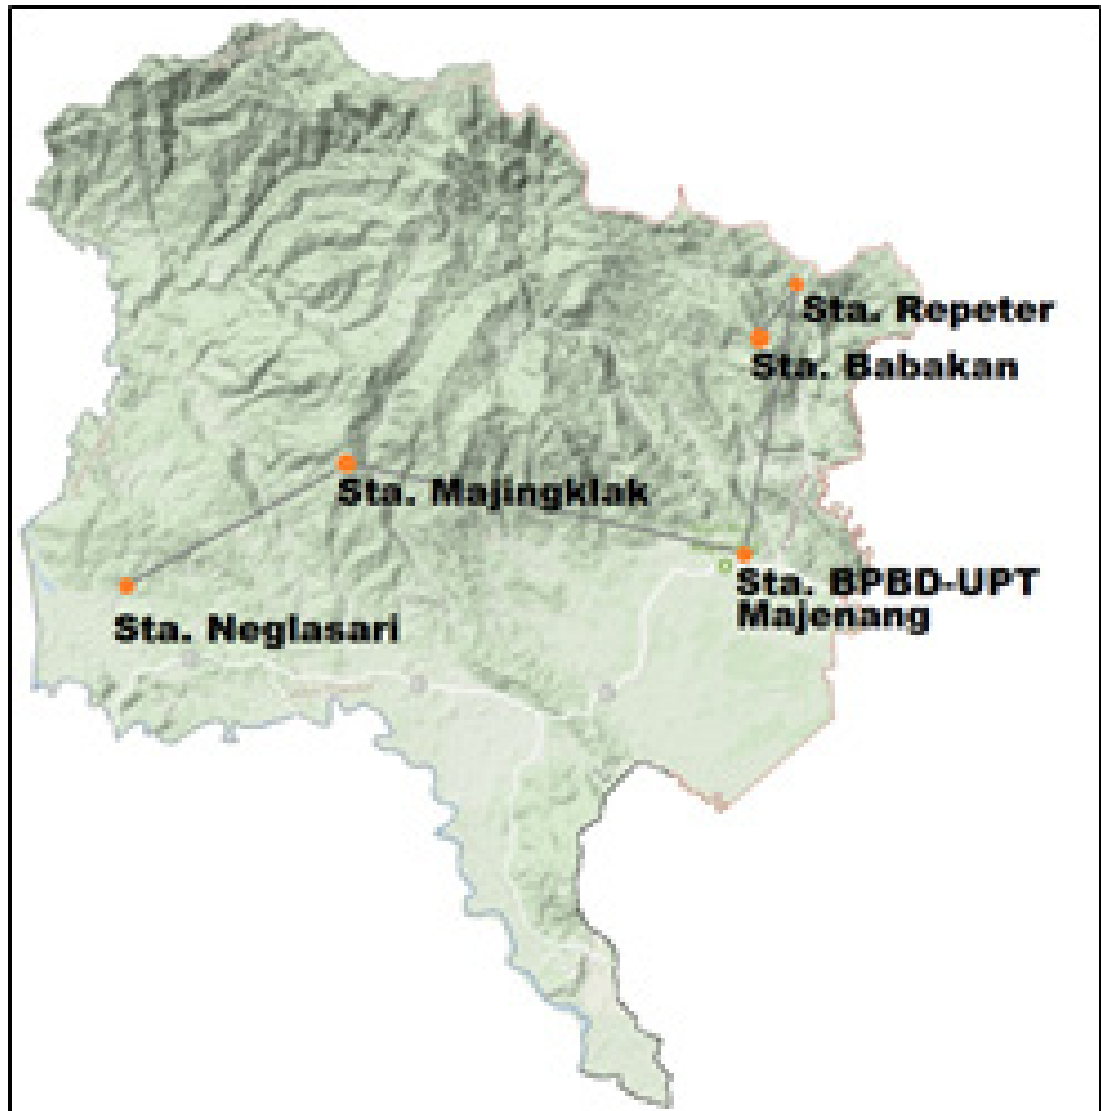 Sta. Repeter
Sta. Babakan
Sta. Majingklak
Sta. BPBD-UPT
Majenang
Sta. Neglasari